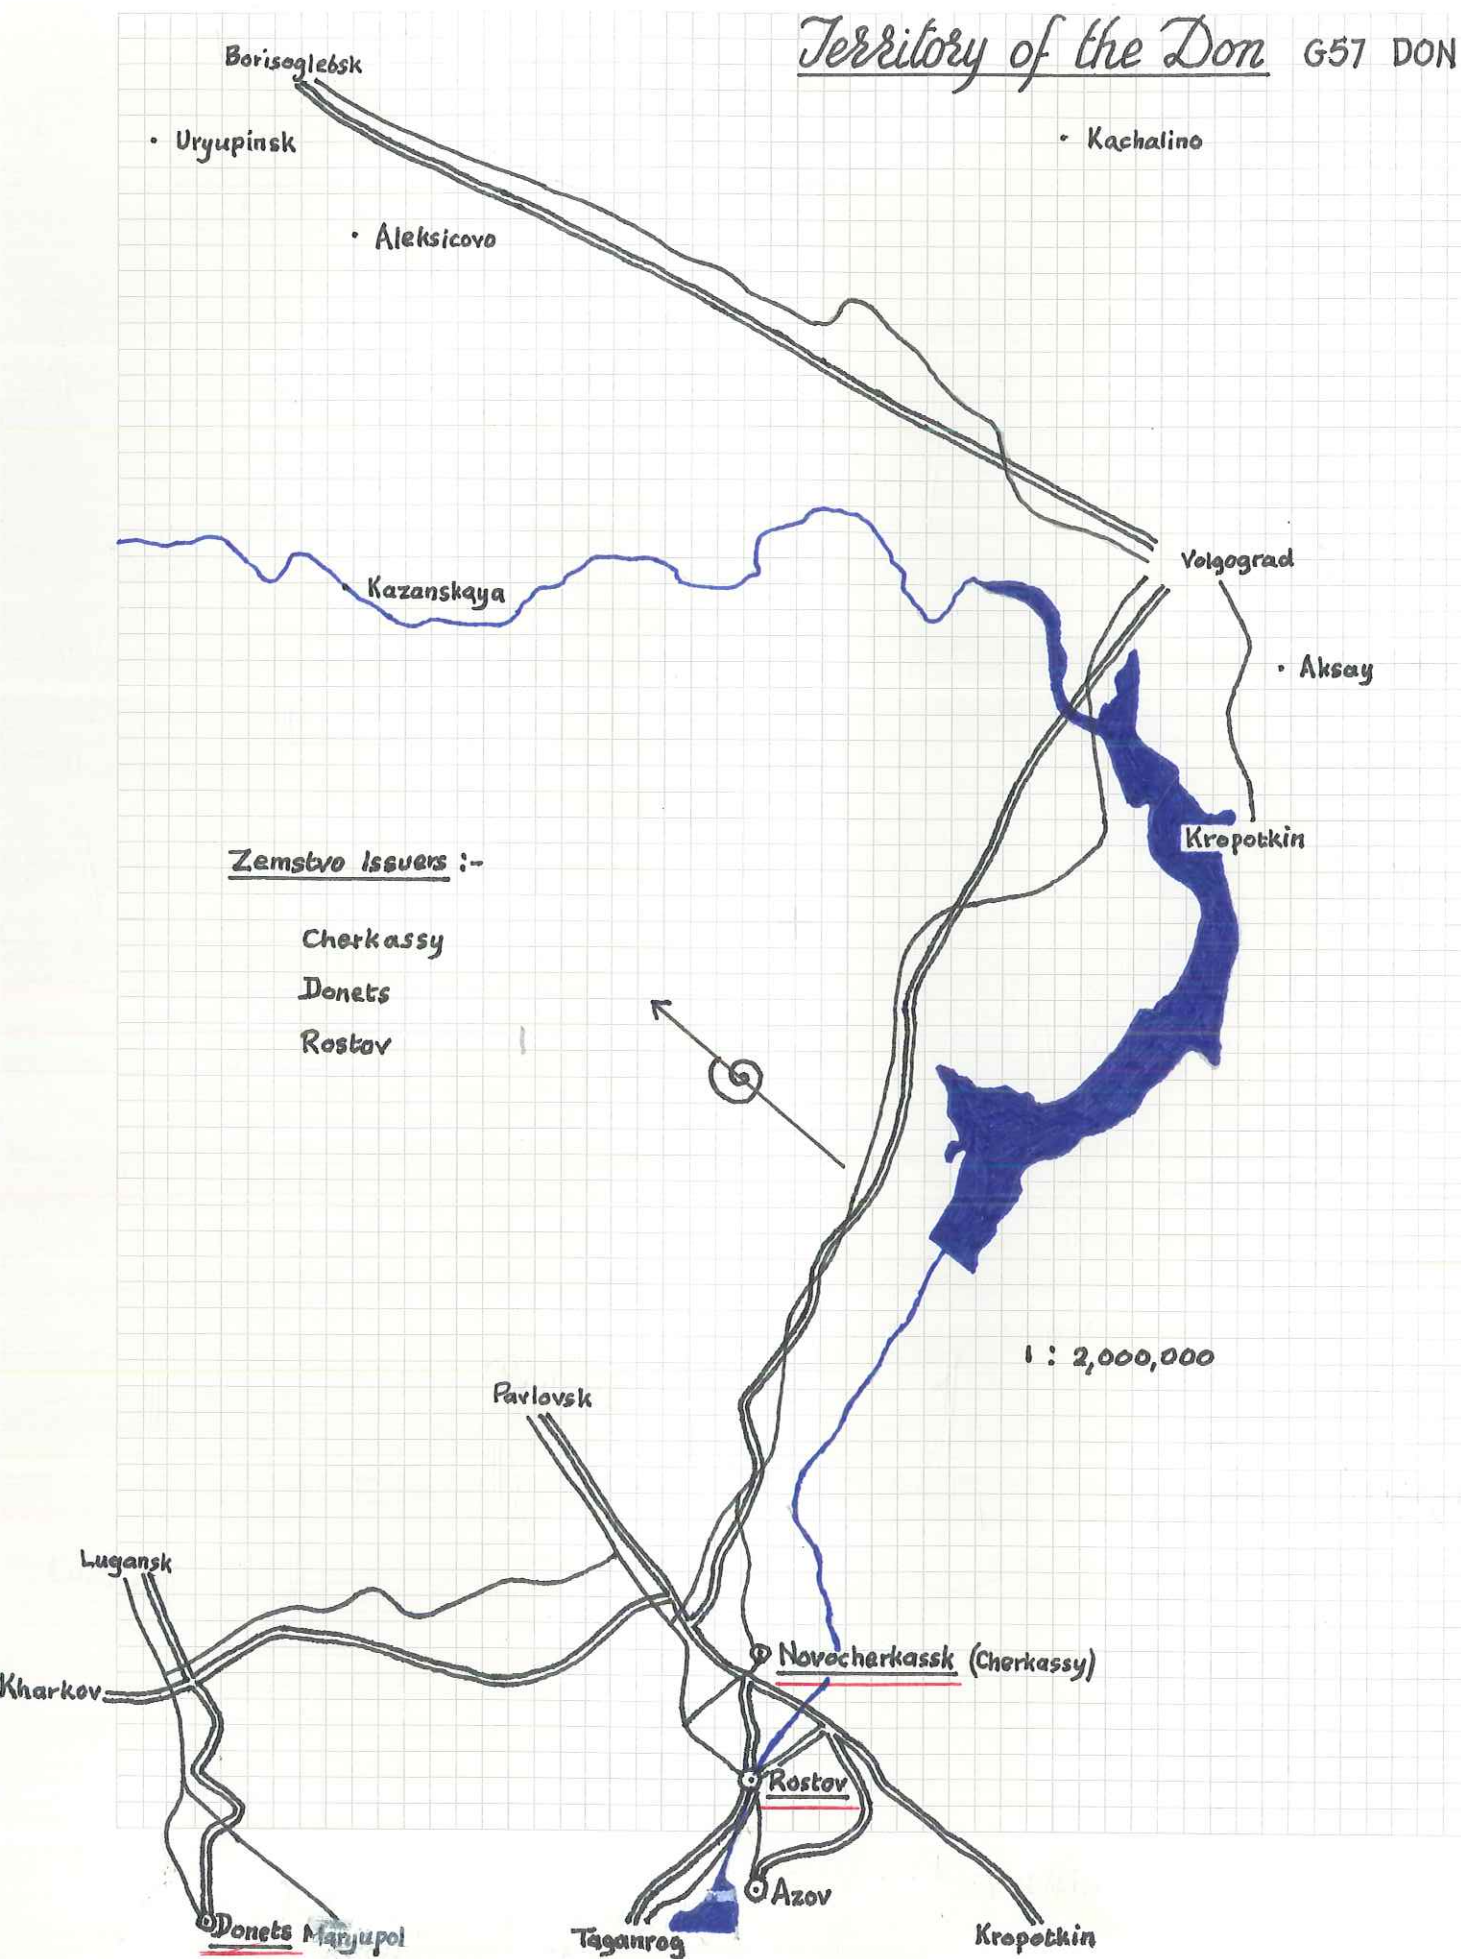 Territory of the Don G57 DON
Borisoglebsk
Uryupinsk
Kachalino
Aleksicovo
Volgograd
Kazanskaya
Aksay
Kropotkin
Zemstvo Issuers :-
Cherkassy
Donets
Rostov
1 : 2,000,000
Pavlovsk
Lugansk
Novocherkassk (Cherkassy)
Kharkov
Rostov
Azov
Donets
Maryupol
Taganrog
Kropotkin